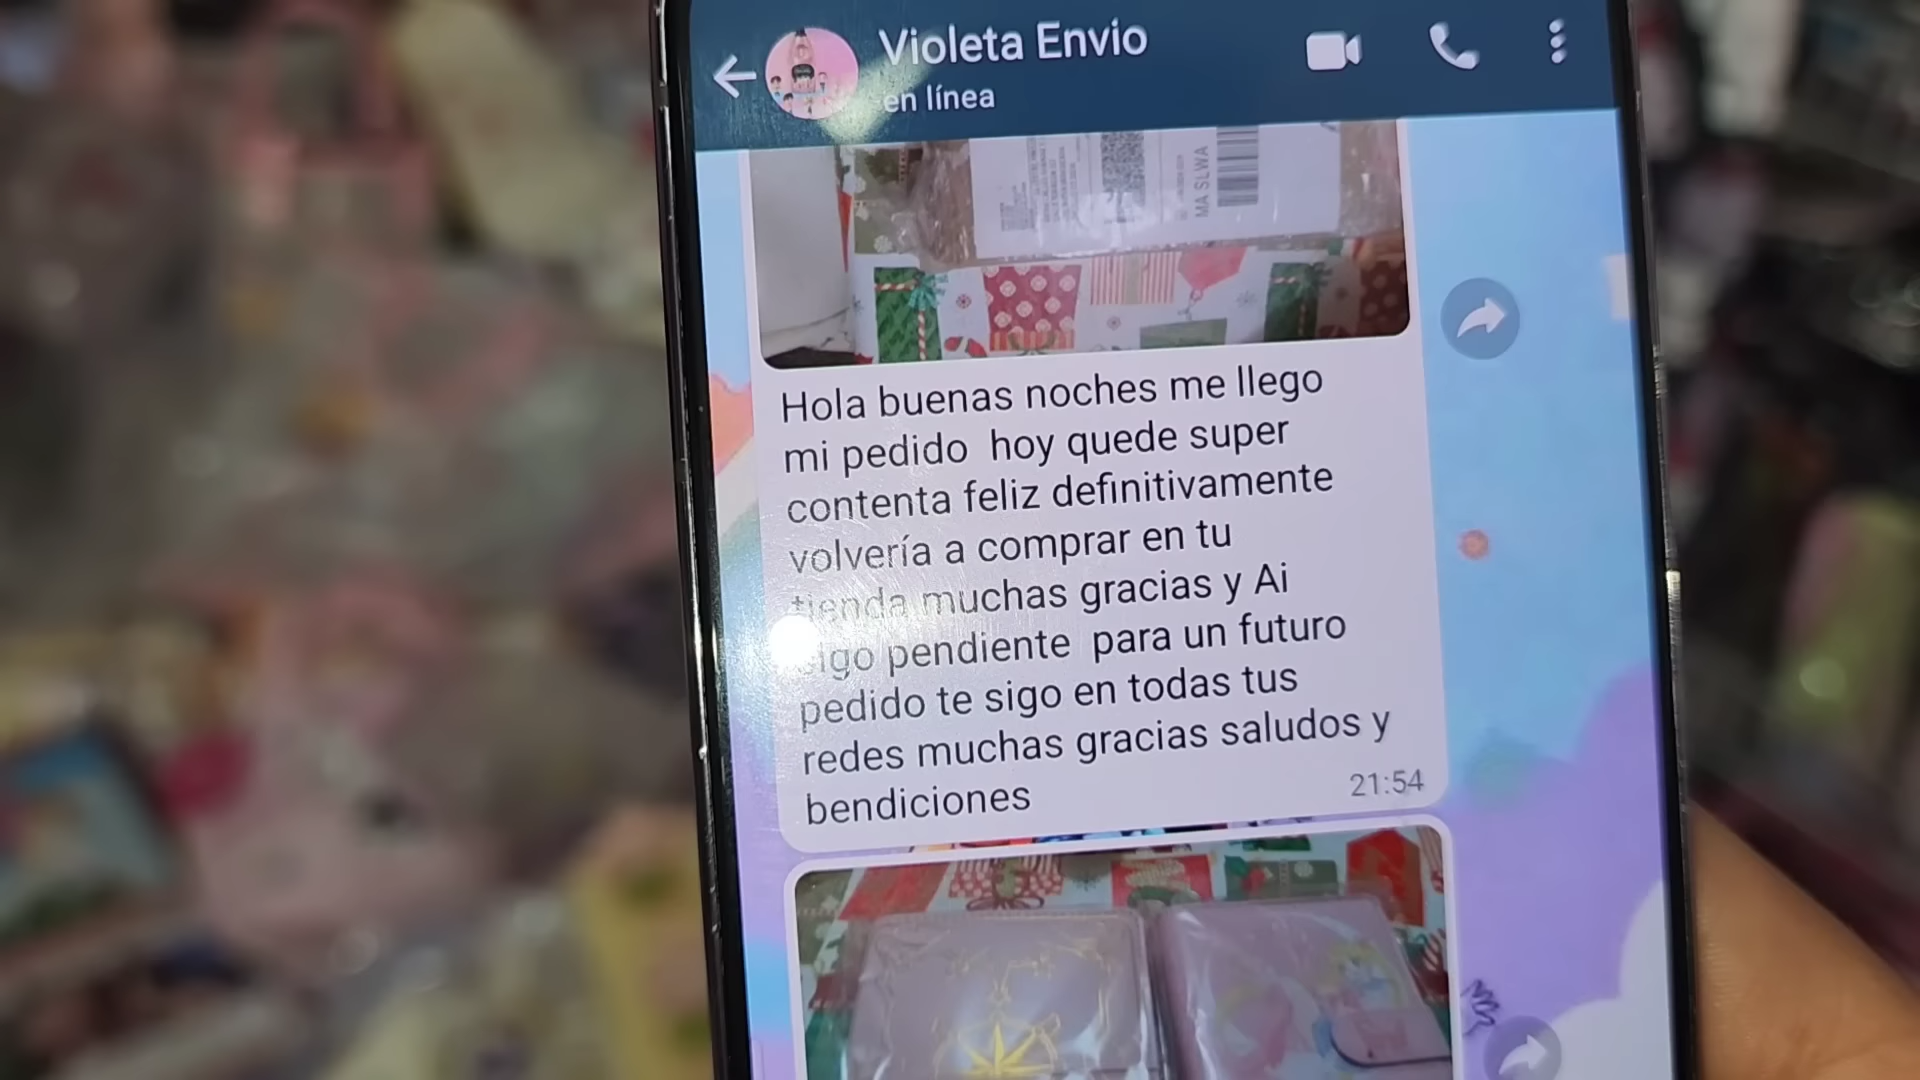 Violeta Envio
en línea
MA SLWA
Hola buenas noches me llego
mi pedido hoy quede super
contenta feliz definitivamente
volvería a comprar en tu
tienda muchas gracias y Ai
pendiente para un futuro
pedido te sigo en todas tus
redes muchas gracias saludos y
bendiciones
21:54